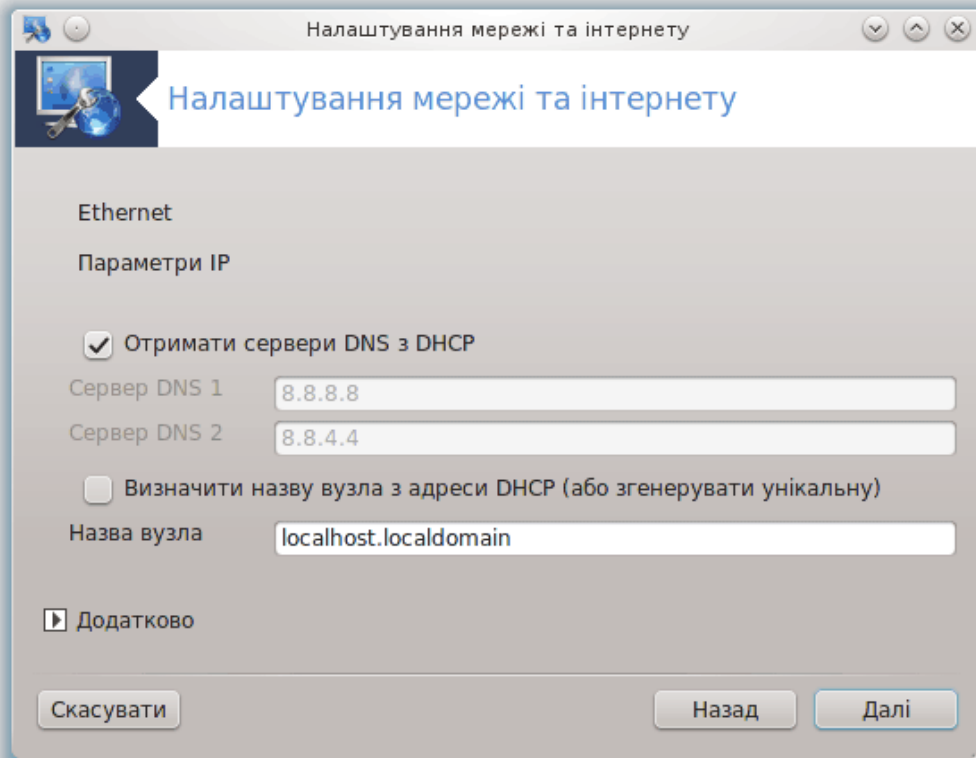 Налаштування мережі та інтернету
Налаштування мережі та інтернету
Ethernet
Параметри IP
Отримати сервери DNS з DHCP
Сервер DNS 1
8.8.8.8
Сервер DNS 2
8.8.4.4
Визначити назву вузла з адреси DHCP (або згенерувати унікальну)
Назва вузла
localhost.localdomain
Додатково
Скасувати
Назад
Далі